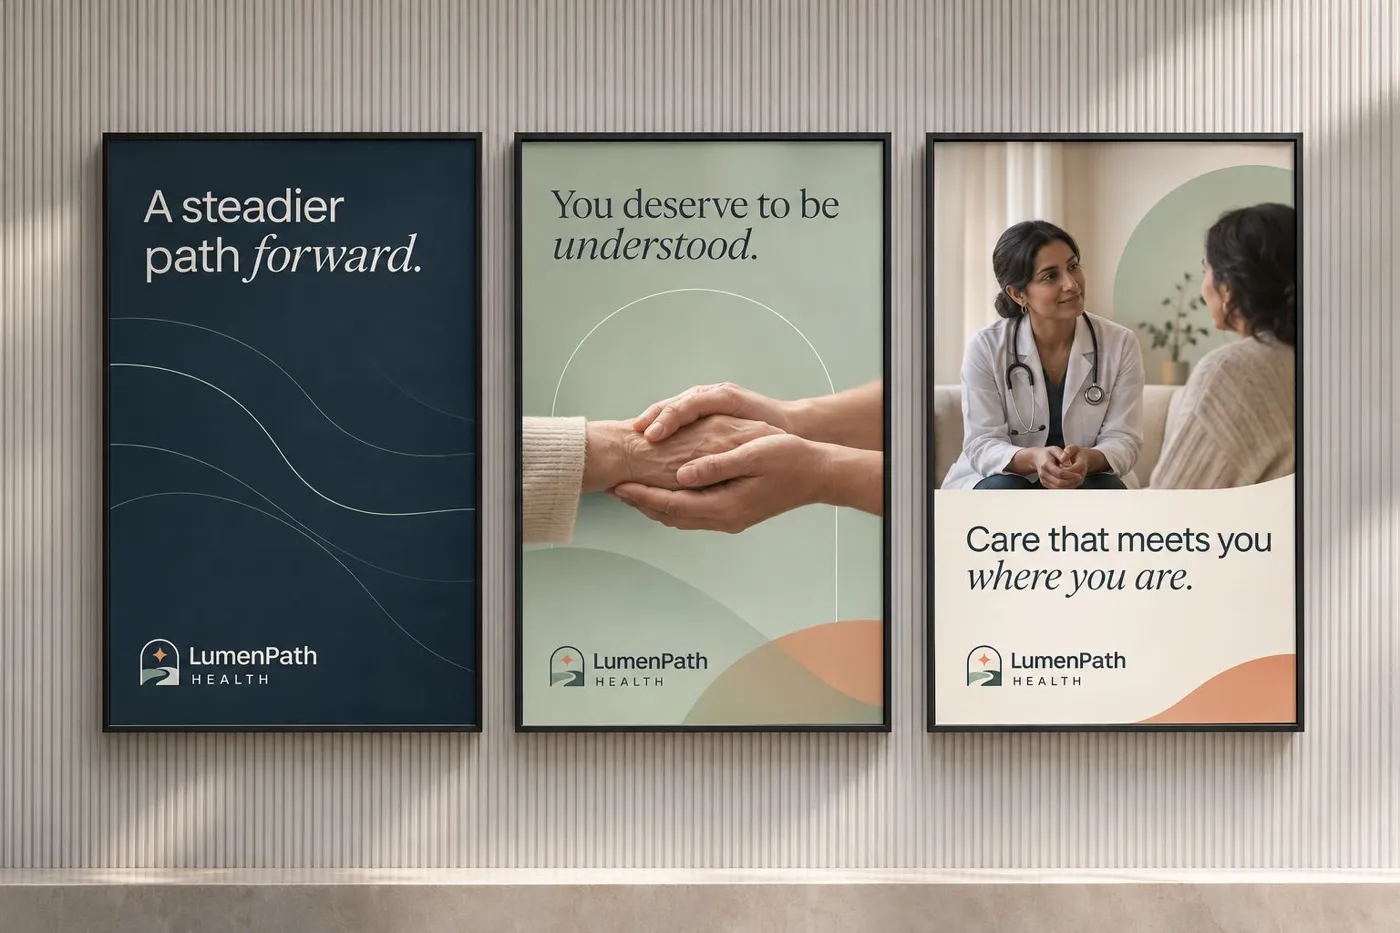 A steadier
path forward.
LumenPath
HEALTH
You deserve to be
understood.
LumenPath
HEALTH
Care that meets you
where you are.
LumenPath
HEALTH